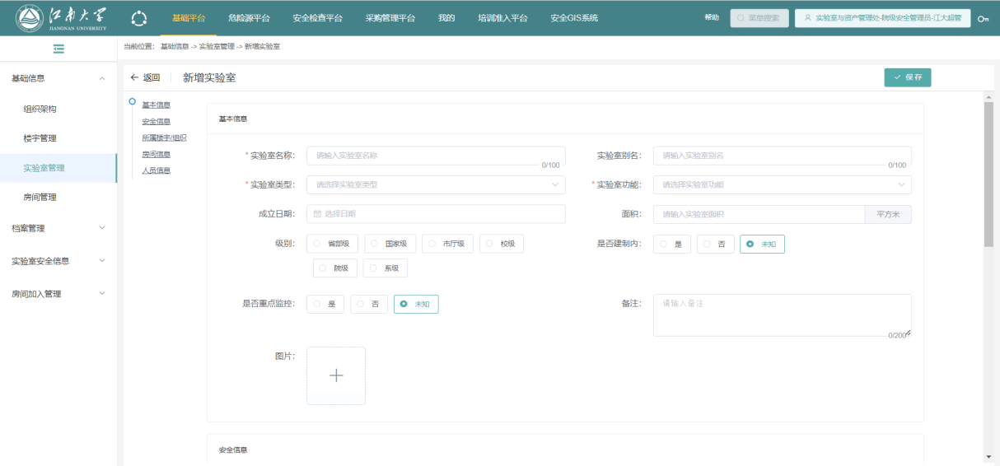 江南大学
JIANGNAN UNIVERSITY
基础平台 危险源平台 安全检查平台 采购管理平台 我的 培训准入平台 安全GIS系统
帮助 菜单搜索 实验室与资产管理处-院级安全管理员-江大超管
当前位置： 基础信息 -> 实验室管理 -> 新增实验室
基础信息
组织架构
楼宇管理
实验室管理
房间管理
档案管理
实验室安全信息
房间加入管理
返回 新增实验室
保存
基本信息
安全信息
所属楼宇/组织
房间信息
人员信息
基本信息
* 实验室名称： 请输入实验室名称 0/100
实验室别名： 请输入实验室别名 0/100
* 实验室类型： 请选择实验室类型
* 实验室功能： 请选择实验室功能
成立日期： 选择日期
面积： 请输入实验室面积 平方米
级别： 省部级 国家级 市厅级 校级
院级 系级
是否建制内： 是 否 未知
是否重点监控： 是 否 未知
备注： 请输入备注
0/200
图片：
安全信息